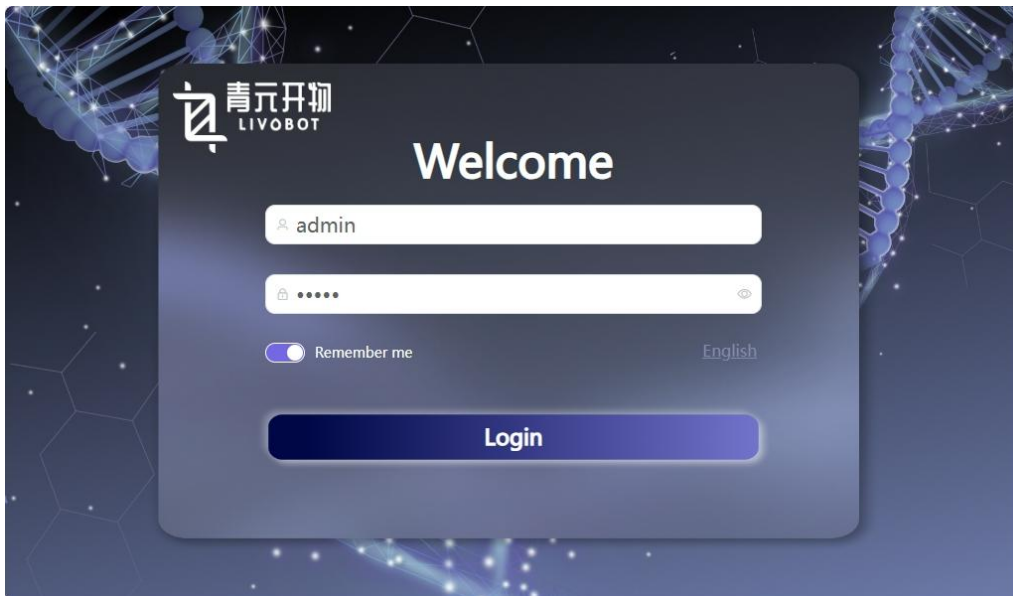 青元开物
LIVOBOT
Welcome
admin
•••••
Remember me
English
Login